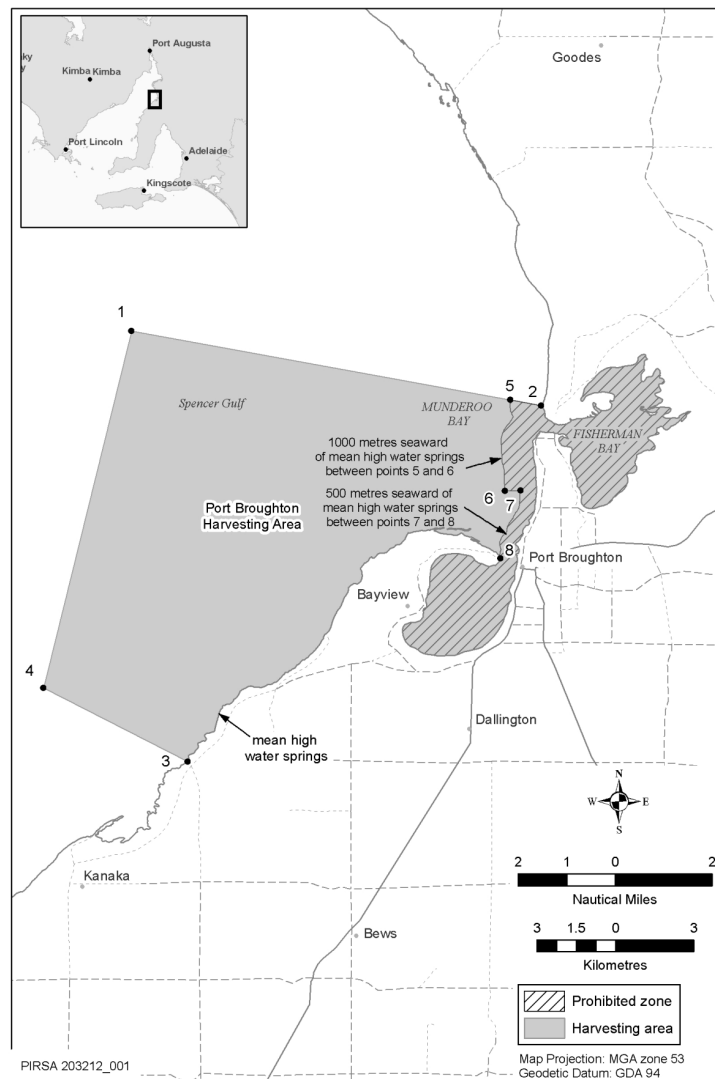 Port Augusta
ky
y
Kimba Kimba
Port Lincoln
Adelaide
Kingscote
Goodes
1
5
2
Spencer Gulf
MUNDEROO
BAY
FISHERMAN
BAY
1000 metres seaward
of mean high water springs
between points 5 and 6
6
7
500 metres seaward of
mean high water springs
between points 7 and 8
Port Broughton
Harvesting Area
8
Port Broughton
Bayview
4
Dallington
mean high
water springs
3
N
W
E
S
Kanaka
2
1
0
2
Nautical Miles
Bews
3
1.5
0
3
Kilometres
Prohibited zone
Harvesting area
PIRSA 203212_001
Map Projection: MGA zone 53
Geodetic Datum: GDA 94